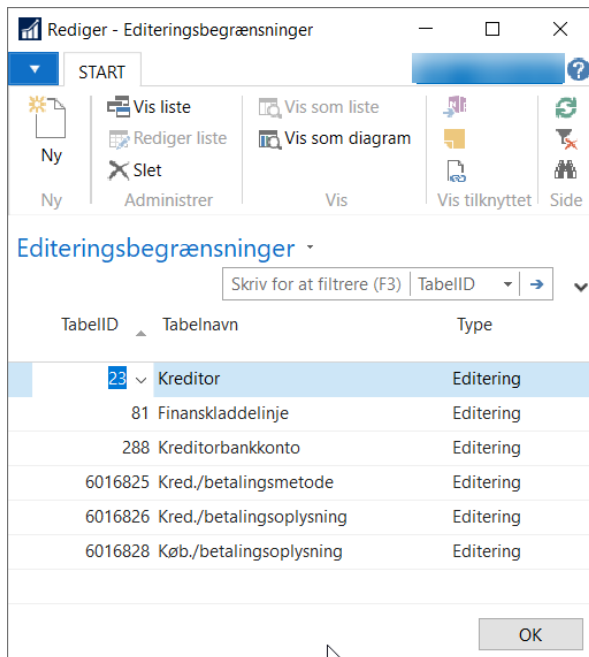 Rediger - Editeringsbegrænsninger
START
Ny
Vis liste
Rediger liste
Slet
Vis som liste
Vis som diagram
Ny Administrer Vis Vis tilknyttet Side
Editeringsbegrænsninger
Skriv for at filtrere (F3) TabelID
TabelID Tabelnavn Type
23 Kreditor Editering
81 Finanskladdelinje Editering
288 Kreditorbankkonto Editering
6016825 Kred./betalingsmetode Editering
6016826 Kred./betalingsoplysning Editering
6016828 Køb./betalingsoplysning Editering
OK